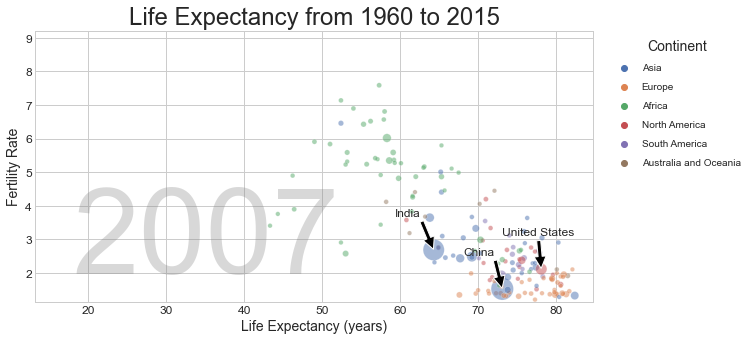 Life Expectancy from 1960 to 2015
Fertility Rate
9
8
7
6
5
4
3
2
20
30
40
50
60
70
80
Life Expectancy (years)
2007
India
China
United States
Continent
Asia
Europe
Africa
North America
South America
Australia and Oceania